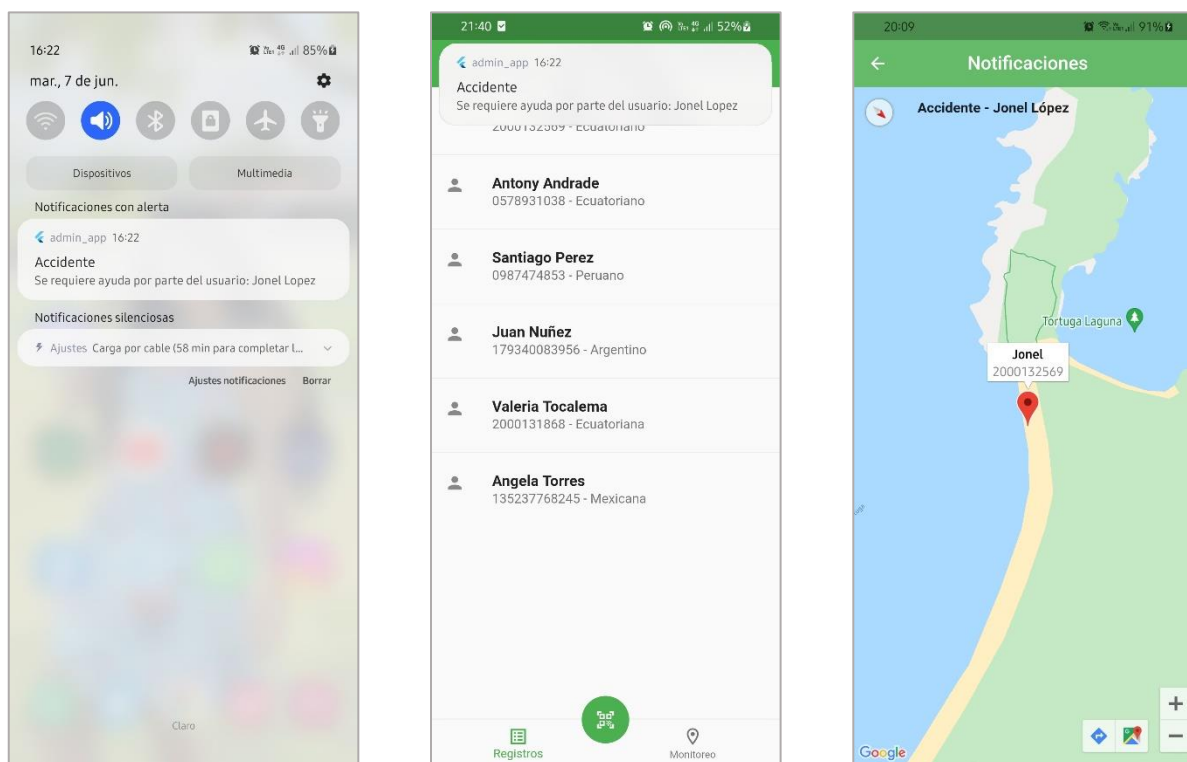 16:22
85%
mar., 7 de jun.
Dispositivos
Multimedia
Notificaciones con alerta
admin_app 16:22
Accidente
Se requiere ayuda por parte del usuario: Jonel Lopez
Notificaciones silenciosas
Ajustes Carga por cable (58 min para completar l...
Ajustes notificaciones Borrar
Claro
21:40
52%
admin_app 16:22
Accidente
Se requiere ayuda por parte del usuario: Jonel Lopez
2000132569 - Ecuatoriano
Antony Andrade
0578931038 - Ecuatoriano
Santiago Perez
0987474853 - Peruano
Juan Nuñez
179340083956 - Argentino
Valeria Tocalema
2000131868 - Ecuatoriana
Angela Torres
135237768245 - Mexicana
Registros
Monitoreo
20:09
91%
Notificaciones
Accidente - Jonel López
Tortuga Laguna
Jonel
2000132569
Google